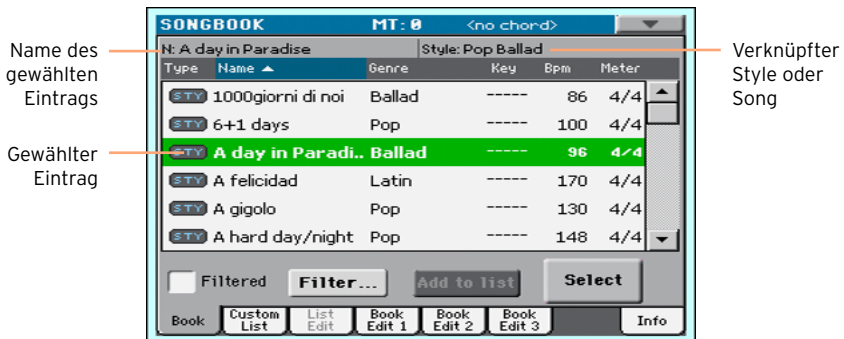 SONGBOOK MT: 0 <no chord>
N: A day in Paradise Style: Pop Ballad
Type Name Genre Key Bpm Meter
STY 1000giorni di noi Ballad ----- 86 4/4
STY 6+1 days Pop ----- 100 4/4
STY A day in Paradi.. Ballad ----- 96 4/4
STY A felicidad Latin ----- 170 4/4
STY A gigolo Pop ----- 130 4/4
STY A hard day/night Pop ----- 148 4/4
Filtered Filter... Add to list Select
Book Custom List List Edit Book Edit 1 Book Edit 2 Book Edit 3 Info
Name des
gewählten
Eintrags
Gewählter
Eintrag
Verknüpfter
Style oder
Song